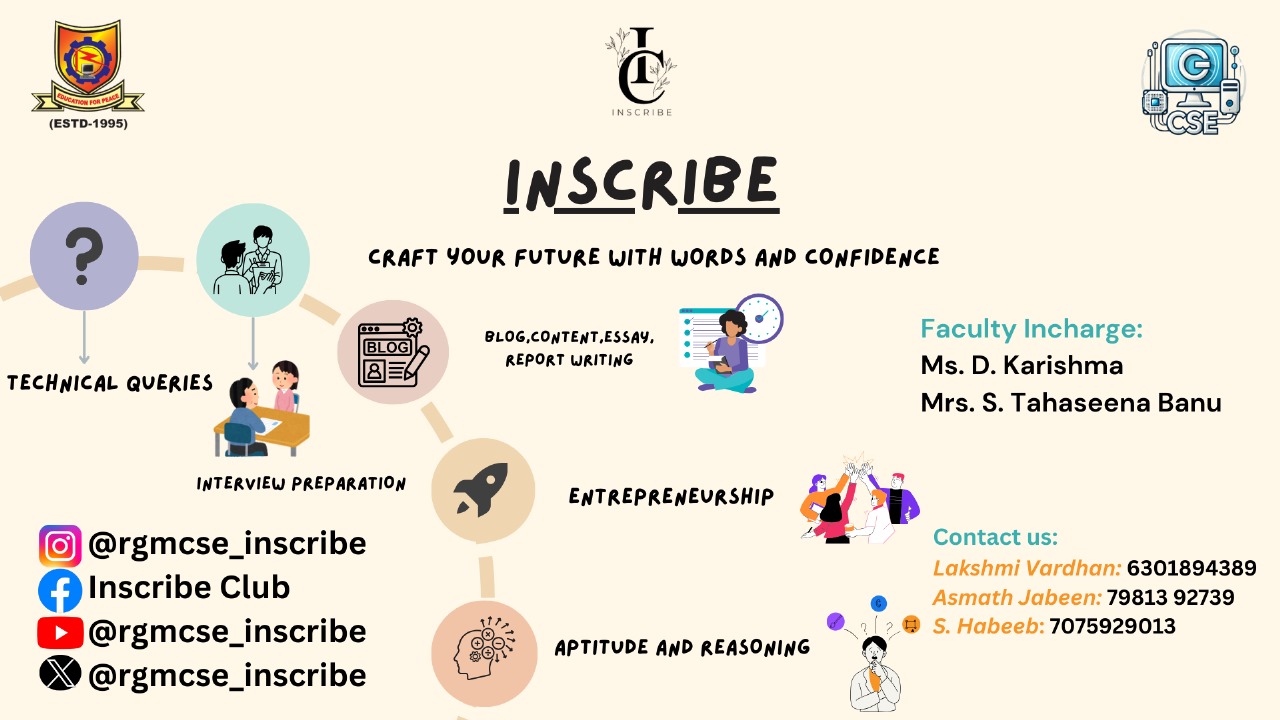 EDUCATION FOR PEACE
(ESTD-1995)
IC
INSCRIBE
CSE
INSCRIBE
CRAFT YOUR FUTURE WITH WORDS AND CONFIDENCE
?
TECHNICAL QUERIES
INTERVIEW PREPARATION
BLOG
BLOG,CONTENT,ESSAY,
REPORT WRITING
ENTREPRENEURSHIP
APTITUDE AND REASONING
Faculty Incharge:
Ms. D. Karishma
Mrs. S. Tahaseena Banu
@rgmcse_inscribe
Inscribe Club
@rgmcse_inscribe
@rgmcse_inscribe
Contact us:
Lakshmi Vardhan: 6301894389
Asmath Jabeen: 79813 92739
S. Habeeb: 7075929013